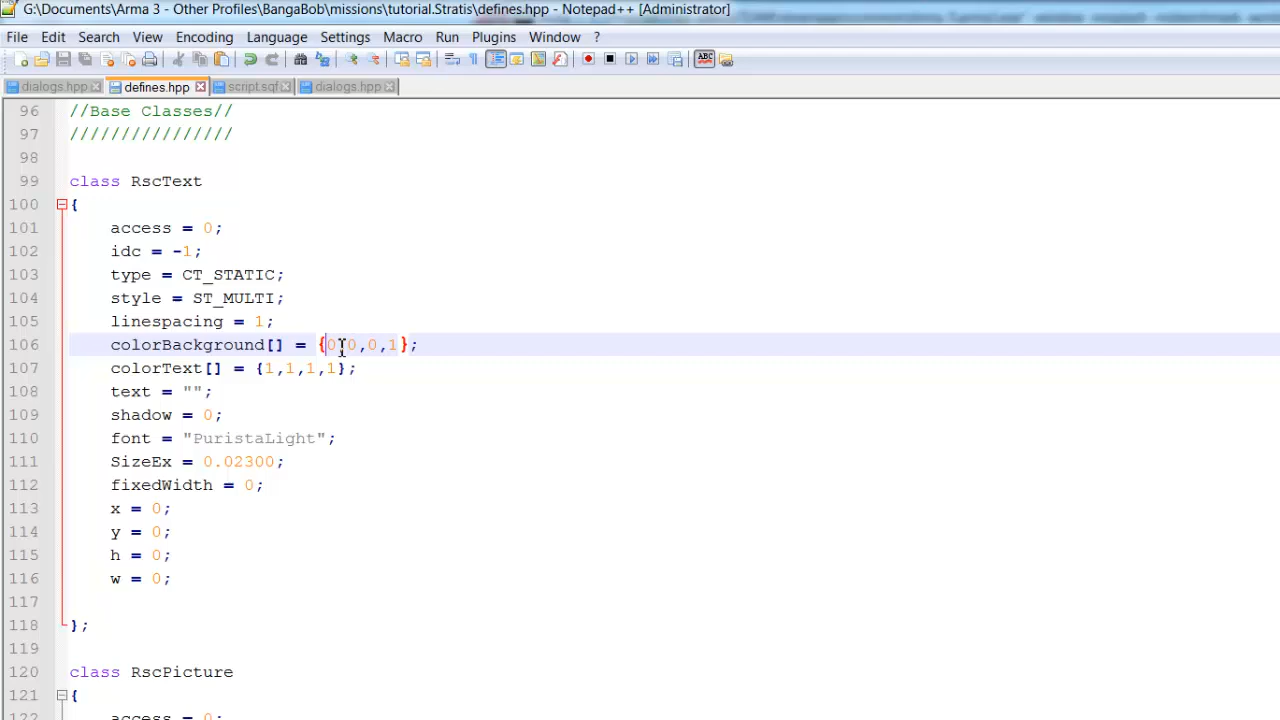 G:\Documents\Arma 3 - Other Profiles\BangaBob\missions\tutorial.Stratis\defines.hpp - Notepad++ [Administrator]
File Edit Search View Encoding Language Settings Macro Run Plugins Window ?
ABC
dialogs.hpp defines.hpp script.sqf dialogs.hpp
96 //Base Classes//
97 ////////////////
98
99 class RscText
100 {
101 access = 0;
102 idc = -1;
103 type = CT_STATIC;
104 style = ST_MULTI;
105 linespacing = 1;
106 colorBackground[] = {0,0,0,1};
107 colorText[] = {1,1,1,1};
108 text = "";
109 shadow = 0;
110 font = "PuristaLight";
111 SizeEx = 0.02300;
112 fixedWidth = 0;
113 x = 0;
114 y = 0;
115 h = 0;
116 w = 0;
117
118 };
119
120 class RscPicture
121 {
122 access = 0;